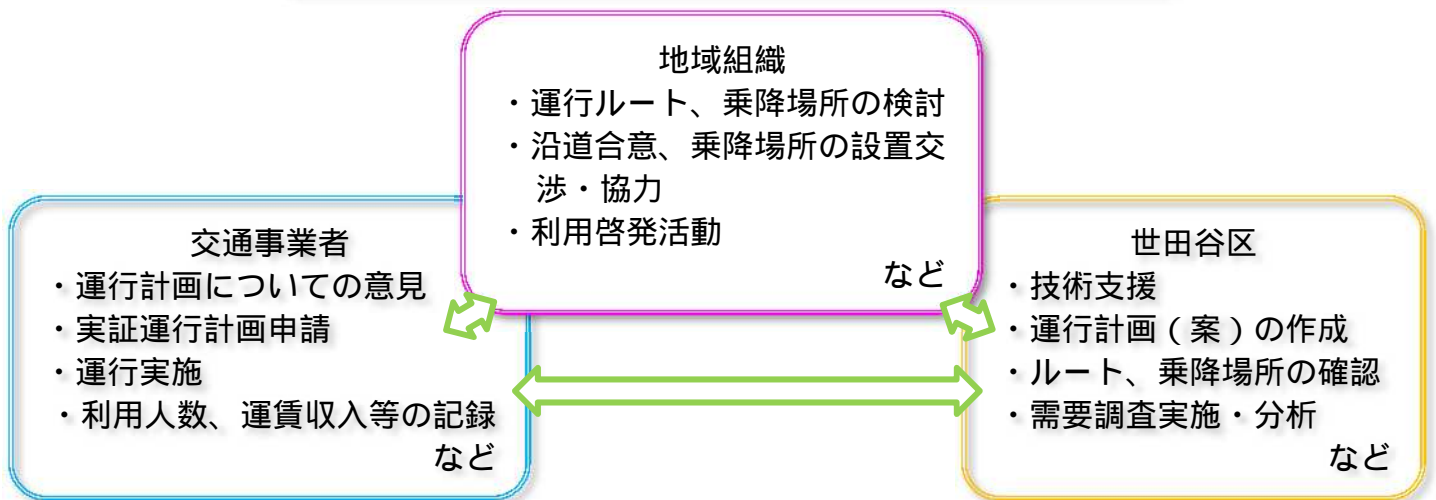 地域組織
・運行ルート、乗降場所の検討
・沿道合意、乗降場所の設置交
渉・協力
・利用啓発活動
など
交通事業者
・運行計画についての意見
・実証運行計画申請
・運行実施
・利用人数、運賃収入等の記録
など
世田谷区
・技術支援
・運行計画(案)の作成
・ルート、乗降場所の確認
・需要調査実施・分析
など